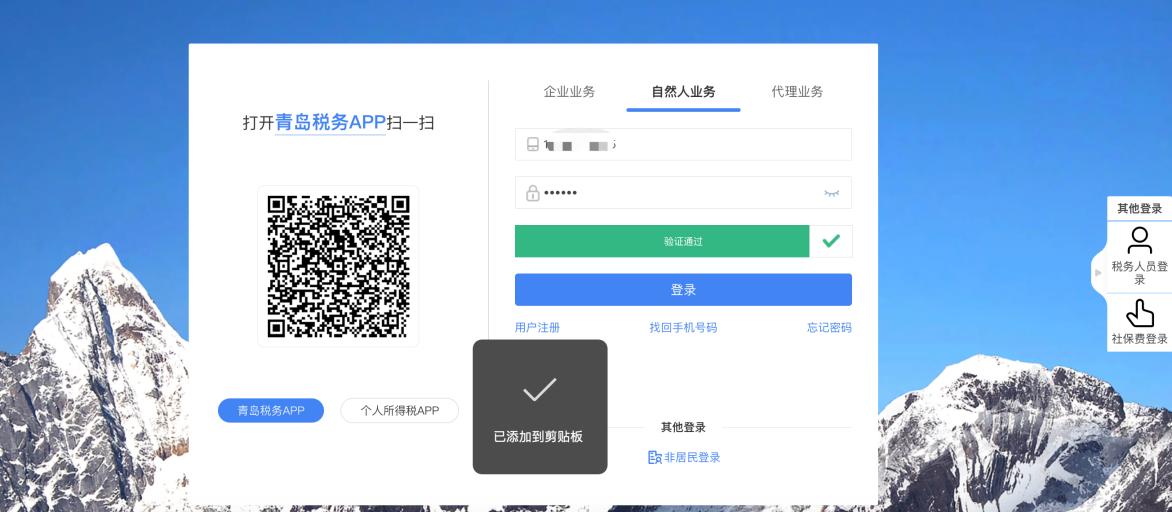 打开青岛税务APP扫一扫
青岛税务APP
个人所得税APP
企业业务
自然人业务
代理业务
••••••
验证通过
登录
用户注册
找回手机号码
忘记密码
已添加到剪贴板
其他登录
非居民登录
其他登录
税务人员登
录
社保费登录